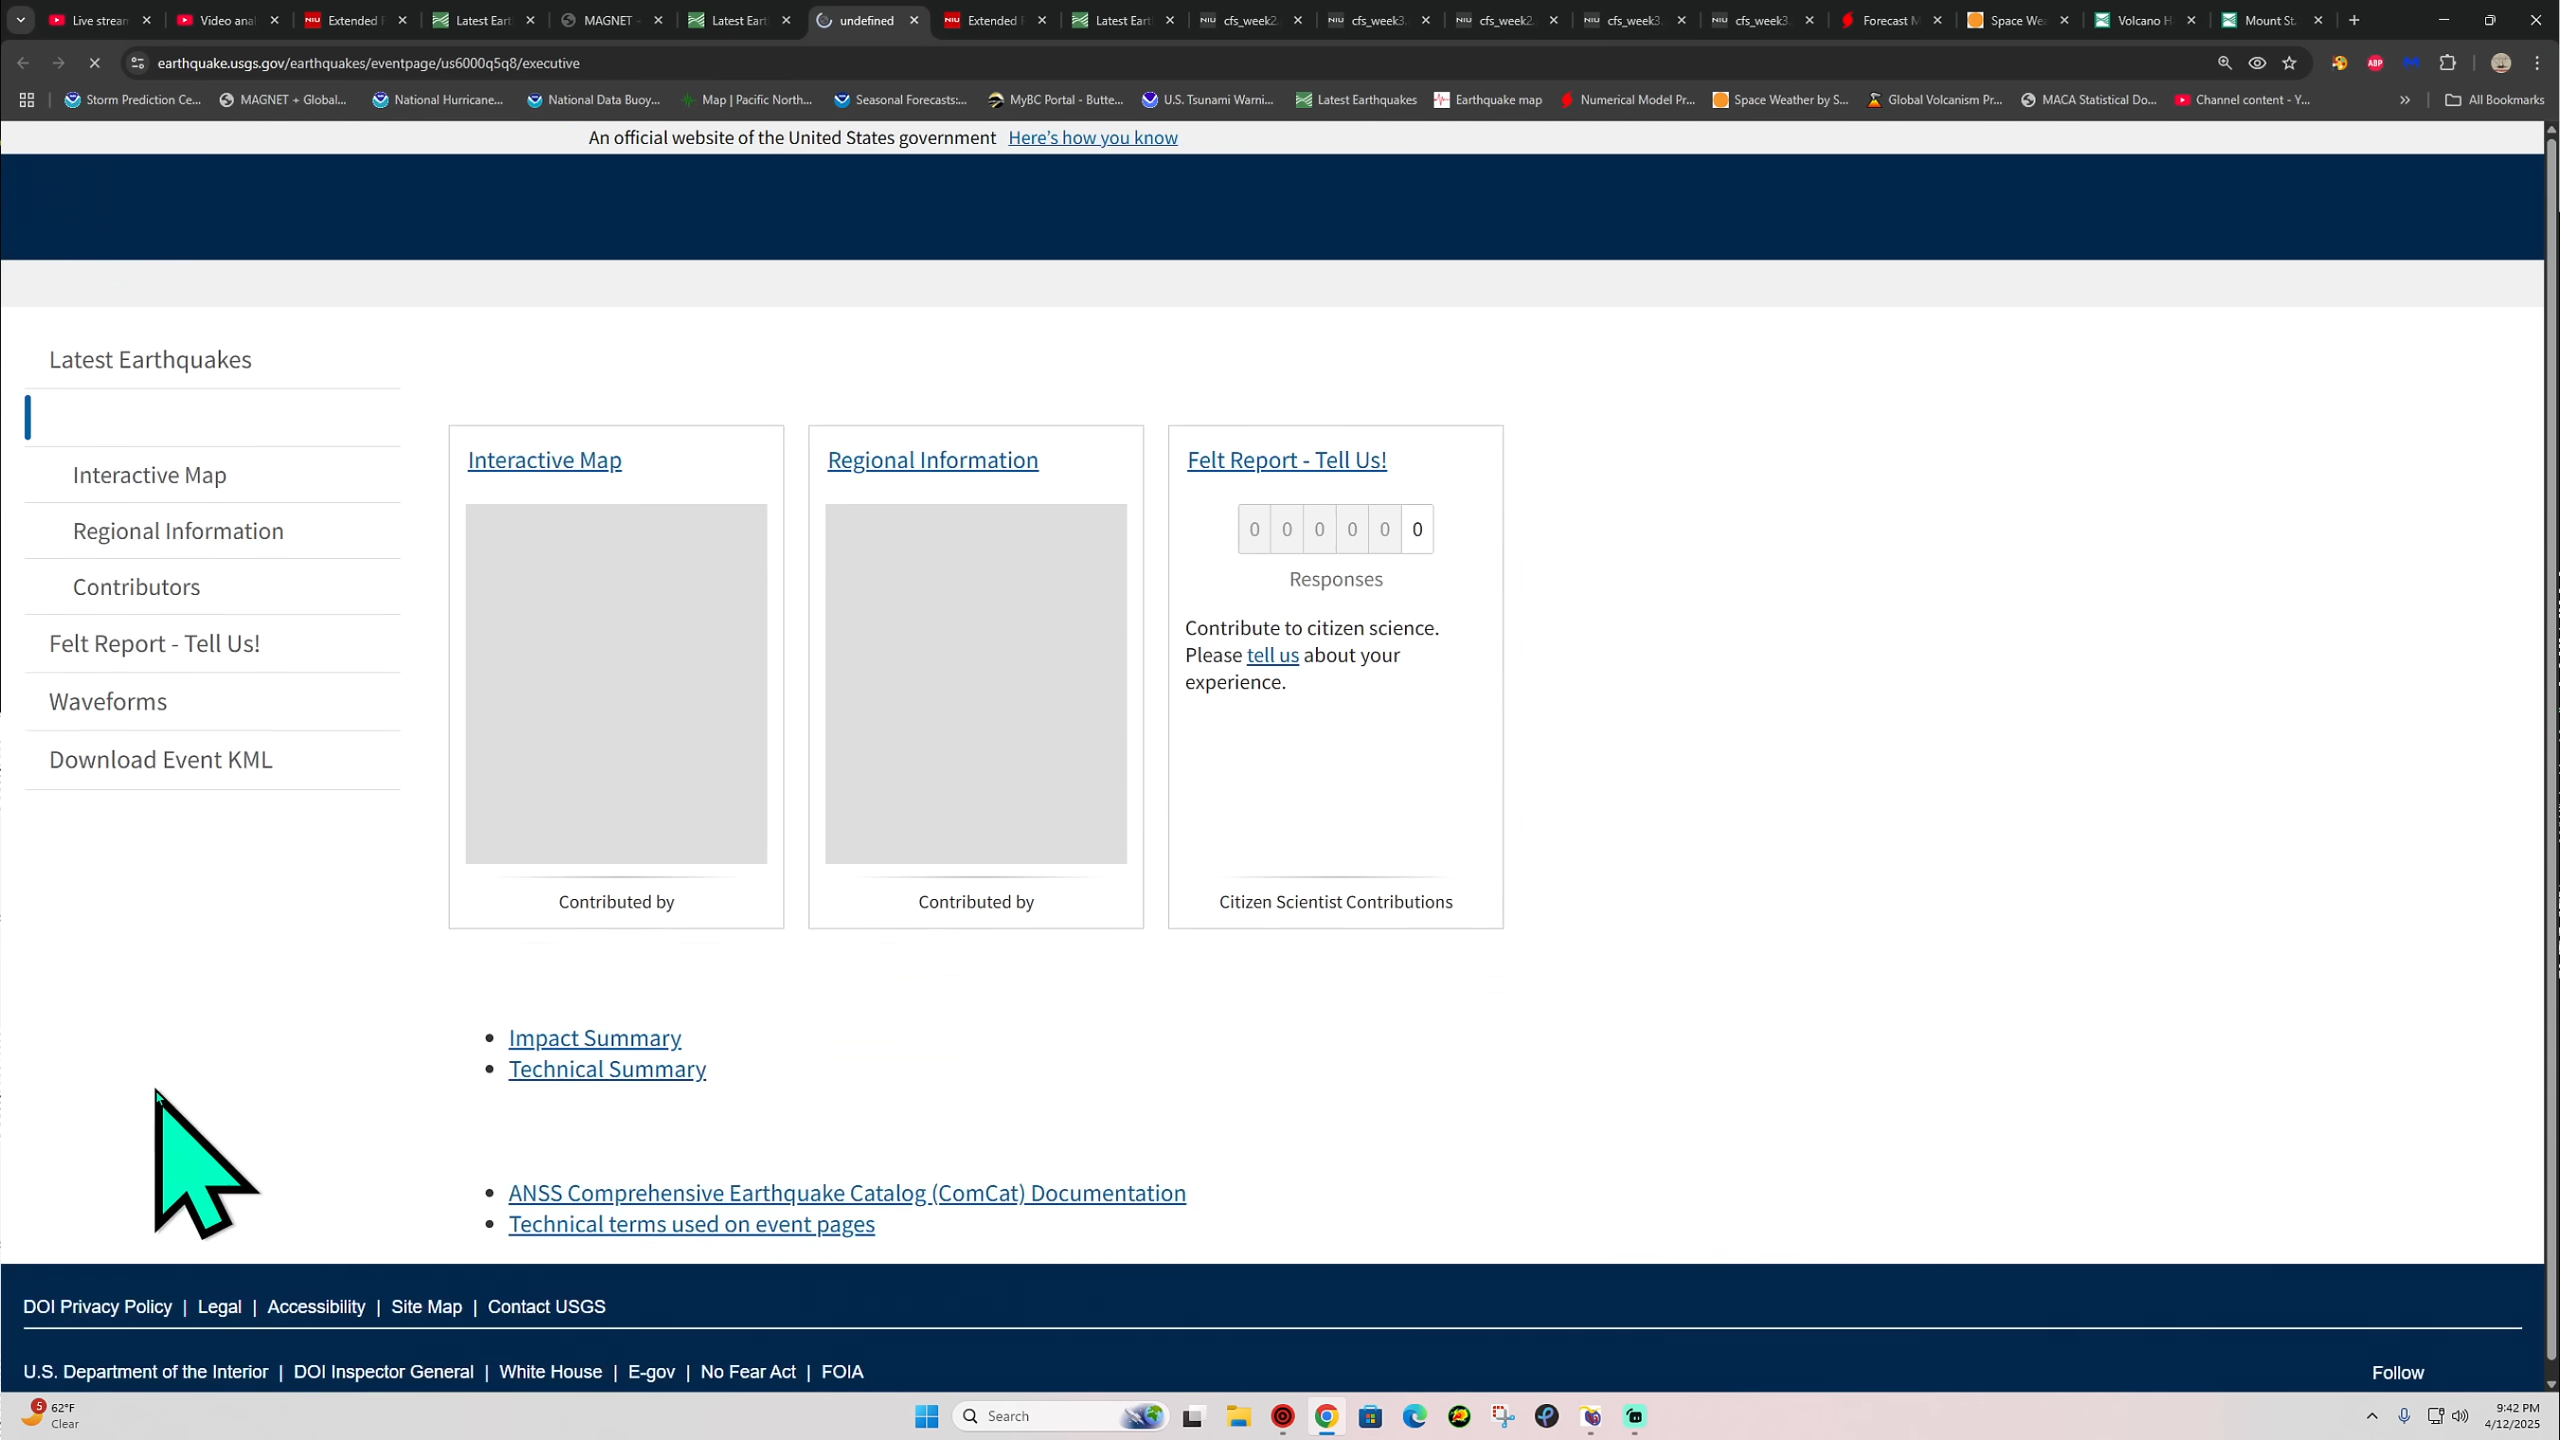 Live stream
Video anal
Extended F
Latest Eart
MAGNET -
Latest Eart
undefined
Extended F
Latest Eart
cfs_week2.
cfs_week3.
cfs_week2.
cfs_week3.
cfs_week3.
Forecast M
Space Wea
Volcano H
Mount St.
earthquake.usgs.gov/earthquakes/eventpage/us6000q5q8/executive
Storm Prediction Ce...
MAGNET + Global...
National Hurricane...
National Data Buoy...
Map | Pacific North...
Seasonal Forecasts:...
MyBC Portal - Butte...
U.S. Tsunami Warni...
Latest Earthquakes
Earthquake map
Numerical Model Pr...
Space Weather by S...
Global Volcanism Pr...
MACA Statistical Do...
Channel content - Y...
All Bookmarks
An official website of the United States government Here's how you know
Latest Earthquakes
Interactive Map
Regional Information
Contributors
Felt Report - Tell Us!
Waveforms
Download Event KML
Interactive Map
Contributed by
Regional Information
Contributed by
Felt Report - Tell Us!
0 0 0 0 0 0
Responses
Contribute to citizen science.
Please tell us about your
experience.
Citizen Scientist Contributions
Impact Summary
Technical Summary
ANSS Comprehensive Earthquake Catalog (ComCat) Documentation
Technical terms used on event pages
DOI Privacy Policy | Legal | Accessibility | Site Map | Contact USGS
U.S. Department of the Interior | DOI Inspector General | White House | E-gov | No Fear Act | FOIA
Follow
5
62°F
Clear
Search
9:42 PM
4/12/2025